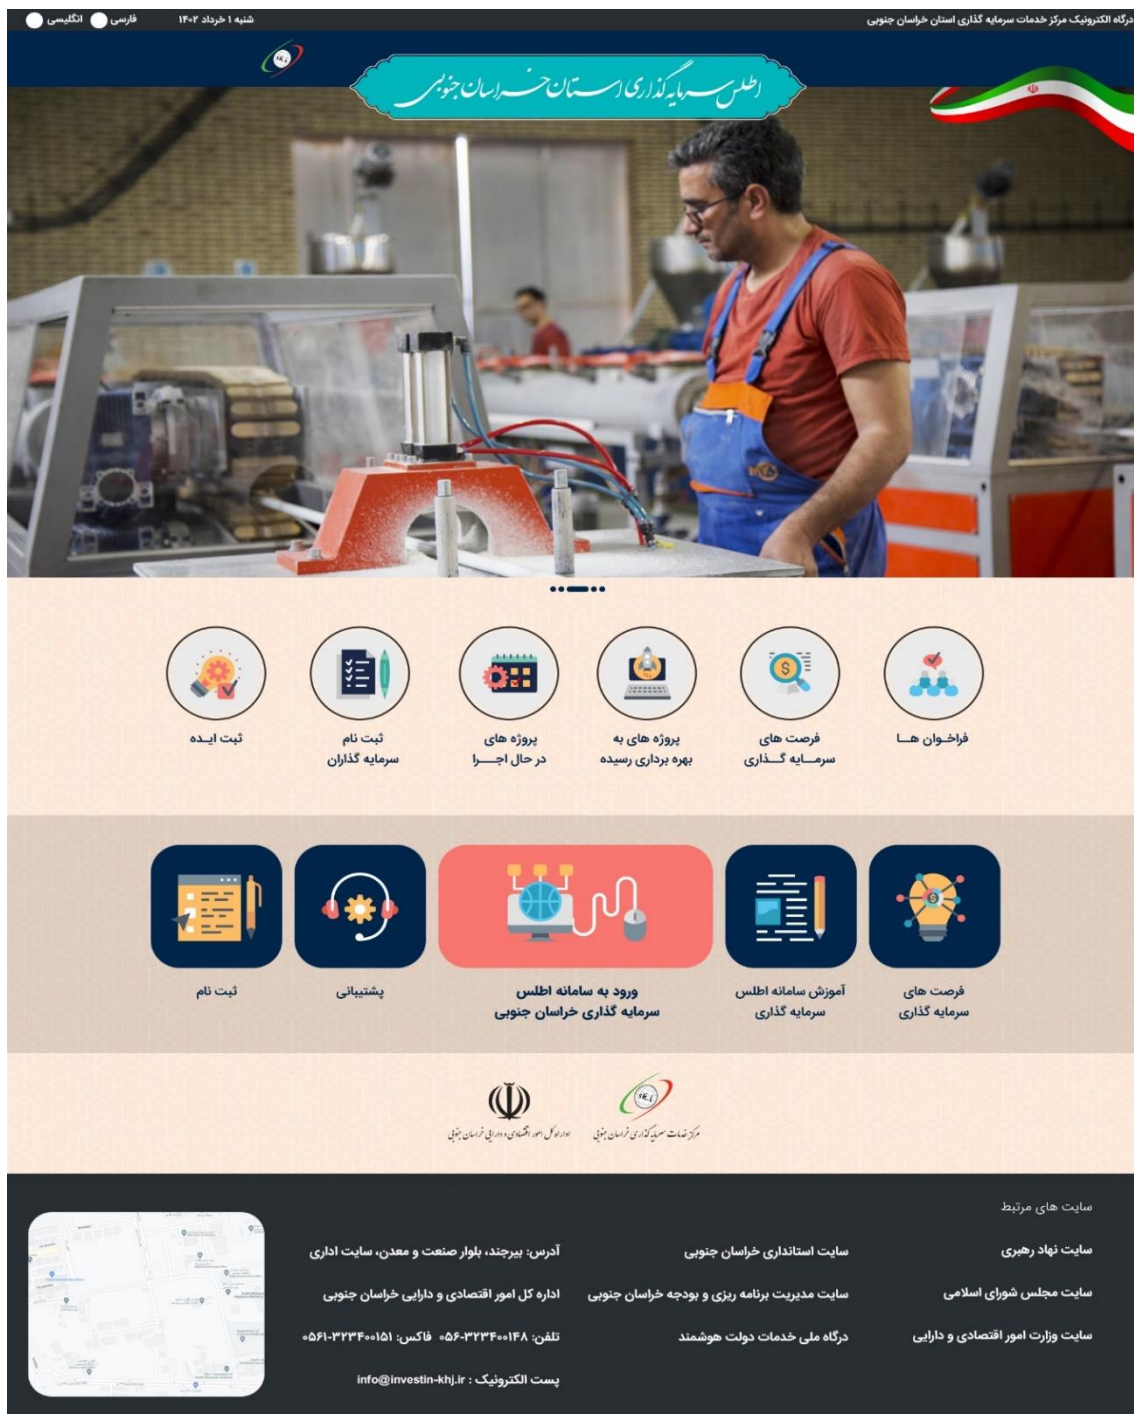 درگاه الکترونیک مرکز خدمات سرمایه گذاری استان خراسان جنوبی
شنبه ۱ خرداد ۱۴۰۲
فارسی
انگلیسی
اطلس سرمایه گذاری استان خراسان جنوبی
فراخـوان هــا
فرصت های
سرمــایه گــذاری
پروژه های به
بهره برداری رسیده
پروژه های
در حال اجـــرا
ثبت نام
سرمایه گذاران
ثبت ایـده
فرصت های
سرمایه گذاری
آموزش سامانه اطلس
سرمایه گذاری
ورود به سامانه اطلس
سرمایه گذاری خراسان جنوبی
پشتیبانی
ثبت نام
مرکز خدمات سرمایه گذاری خراسان جنوبی
اداره کل امور اقتصادی و دارایی خراسان جنوبی
سایت های مرتبط
سایت نهاد رهبری
سایت مجلس شورای اسلامی
سایت وزارت امور اقتصادی و دارایی
سایت استانداری خراسان جنوبی
سایت مدیریت برنامه ریزی و بودجه خراسان جنوبی
درگاه ملی خدمات دولت هوشمند
آدرس: بیرجند، بلوار صنعت و معدن، سایت اداری
اداره کل امور اقتصادی و دارایی خراسان جنوبی
تلفن: ۳۲۳۴۰۰۱۴۸-۰۵۶ فاکس: ۳۲۳۴۰۰۱۵۱-۰۵۶۱
پست الکترونیک : info@investin-khj.ir